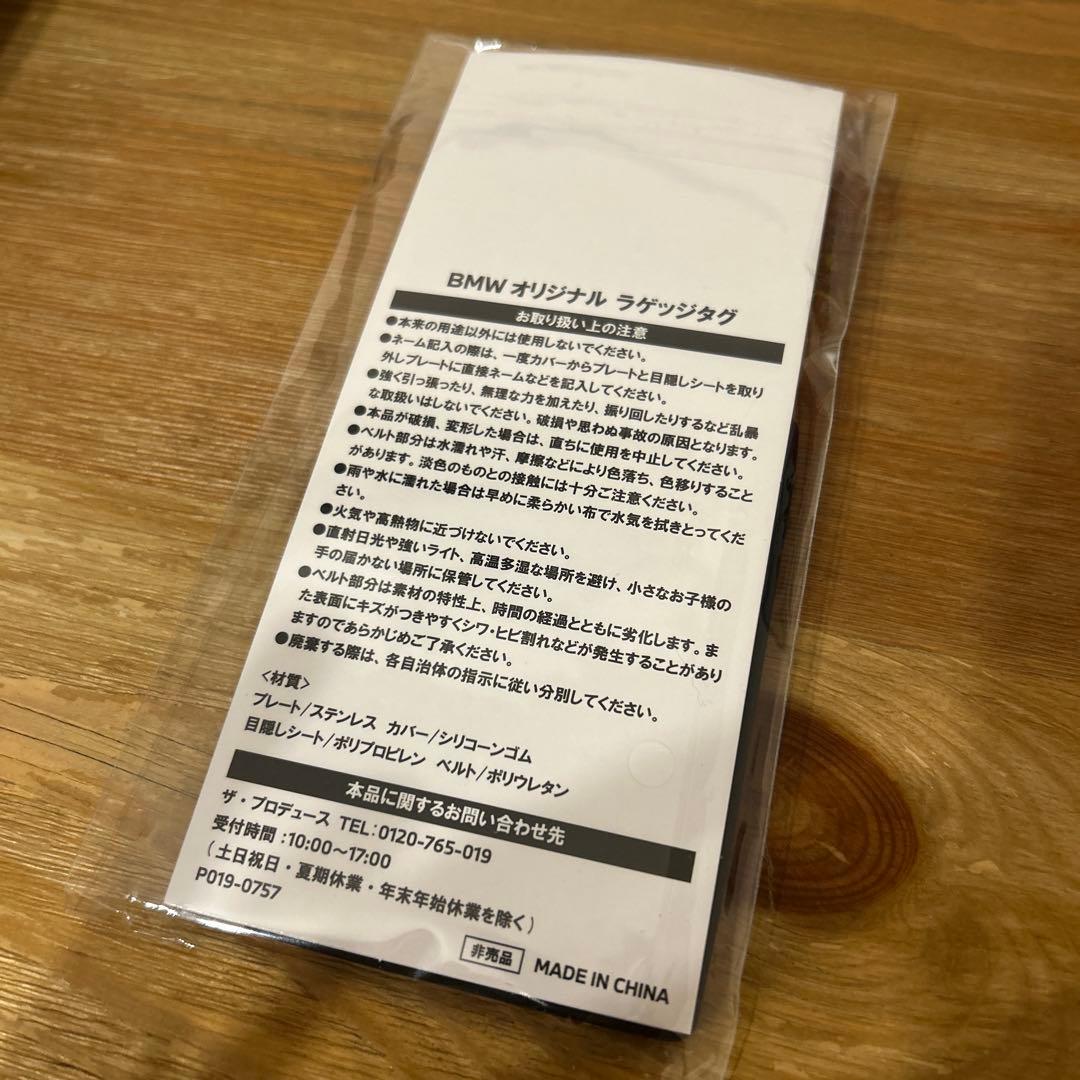 BMW オリジナル ラゲッジタグ
お取り扱い上の注意
●本来の用途以外には使用しないでください。
●ネーム記入の際は、一度カバーからプレートと目隠しシートを取り
外しプレートに直接ネームなどを記入してください。
●強く引っ張ったり、無理な力を加えたり、振り回したりするなど乱暴
な取扱いはしないでください。破損や思わぬ事故の原因となります。
●本品が破損、変形した場合は、直ちに使用を中止してください。
●ベルト部分は水濡れや汗、摩擦などにより色落ち、色移りすること
があります。淡色のものとの接触には十分ご注意ください。
●雨や水に濡れた場合は早めに柔らかい布で水気を拭きとってくだ
さい。
●火気や高熱物に近づけないでください。
●直射日光や強いライト、高温多湿な場所を避け、小さなお子様の
手の届かない場所に保管してください。
●ベルト部分は素材の特性上、時間の経過とともに劣化します。ま
た表面にキズがつきやすくシワ・ヒビ割れなどが発生することがあり
ますのであらかじめご了承ください。
●廃棄する際は、各自治体の指示に従い分別してください。
〈材質〉
プレート/ステンレス カバー/シリコーンゴム
目隠しシート/ポリプロピレン ベルト/ポリウレタン
本品に関するお問い合わせ先
ザ・プロデュース TEL:0120-765-019
受付時間:10:00〜17:00
(土日祝日・夏期休業・年末年始休業を除く)
P019-0757
非売品 MADE IN CHINA